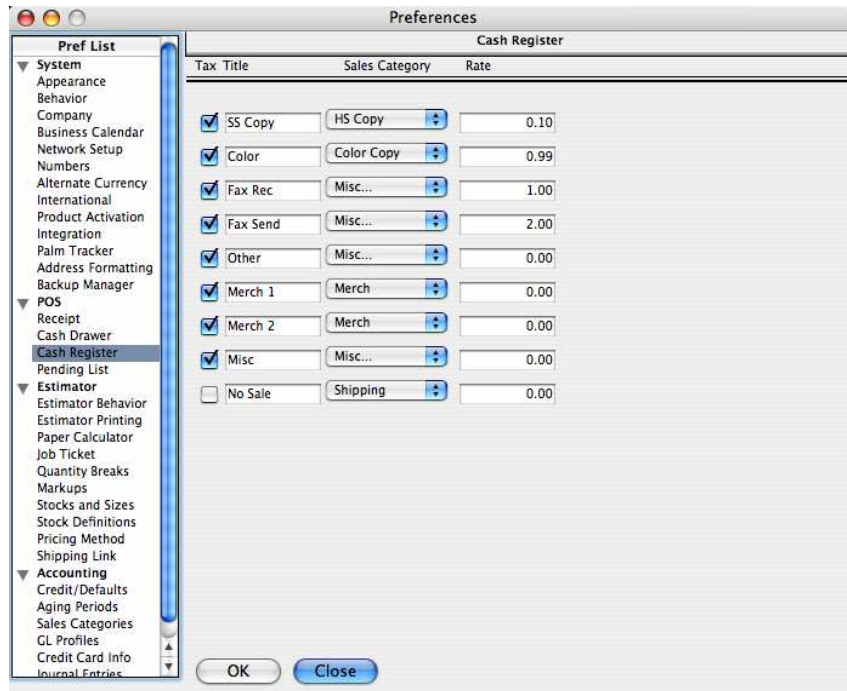 Preferences
Pref List
System
Appearance
Behavior
Company
Business Calendar
Network Setup
Numbers
Alternate Currency
International
Product Activation
Integration
Palm Tracker
Address Formatting
Backup Manager
POS
Receipt
Cash Drawer
Cash Register
Pending List
Estimator
Estimator Behavior
Estimator Printing
Paper Calculator
Job Ticket
Quantity Breaks
Markups
Stocks and Sizes
Stock Definitions
Pricing Method
Shipping Link
Accounting
Credit/Defaults
Aging Periods
Sales Categories
GL Profiles
Credit Card Info
Journal Entries
Cash Register
Tax Title Sales Category Rate
SS Copy HS Copy 0.10
Color Color Copy 0.99
Fax Rec Misc... 1.00
Fax Send Misc... 2.00
Other Misc... 0.00
Merch 1 Merch 0.00
Merch 2 Merch 0.00
Misc Misc... 0.00
No Sale Shipping 0.00
OK Close